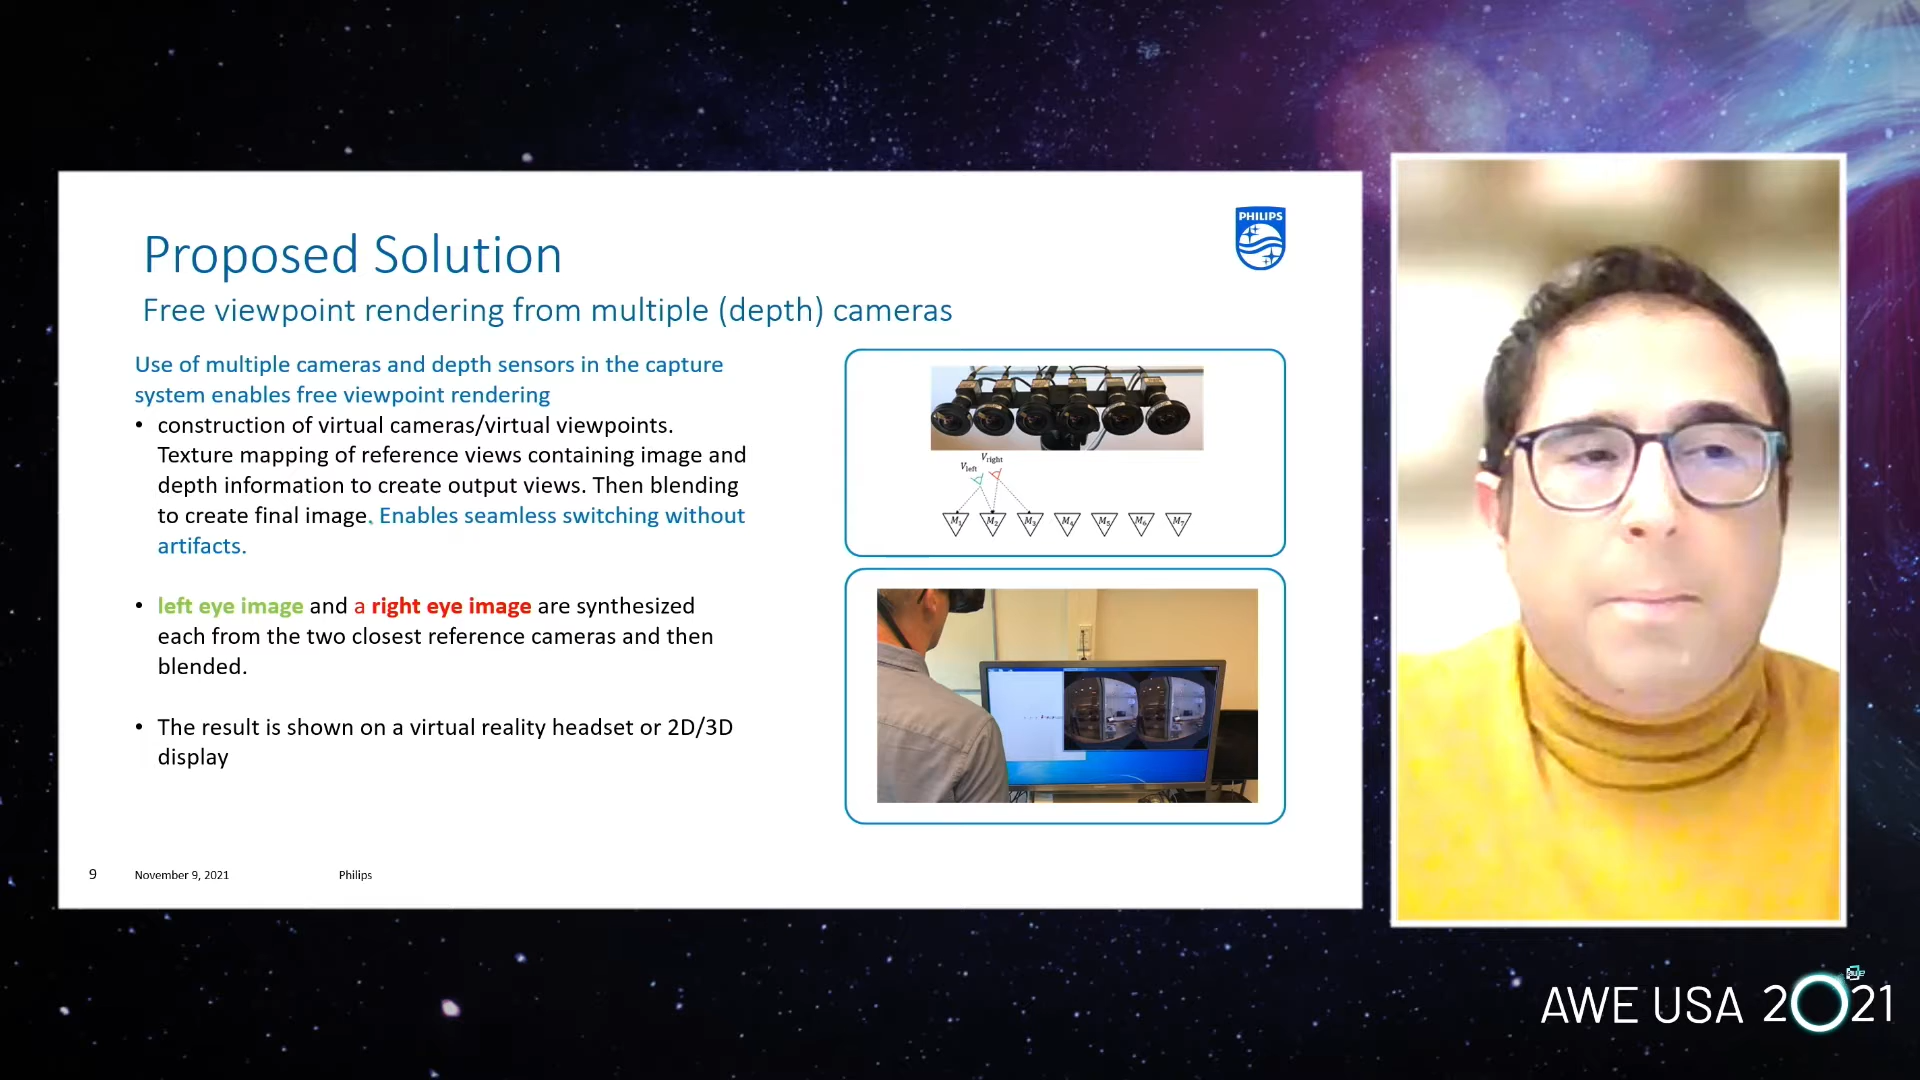 PHILIPS
Proposed Solution
Free viewpoint rendering from multiple (depth) cameras
Use of multiple cameras and depth sensors in the capture
system enables free viewpoint rendering
• construction of virtual cameras/virtual viewpoints.
Texture mapping of reference views containing image and
depth information to create output views. Then blending
to create final image. Enables seamless switching without
artifacts.
• left eye image and a right eye image are synthesized
each from the two closest reference cameras and then
blended.
• The result is shown on a virtual reality headset or 2D/3D
display
Vleft
Vright
M1 M2 M3 M4 M5 M6 M7
9 November 9, 2021 Philips
AWE USA 2021